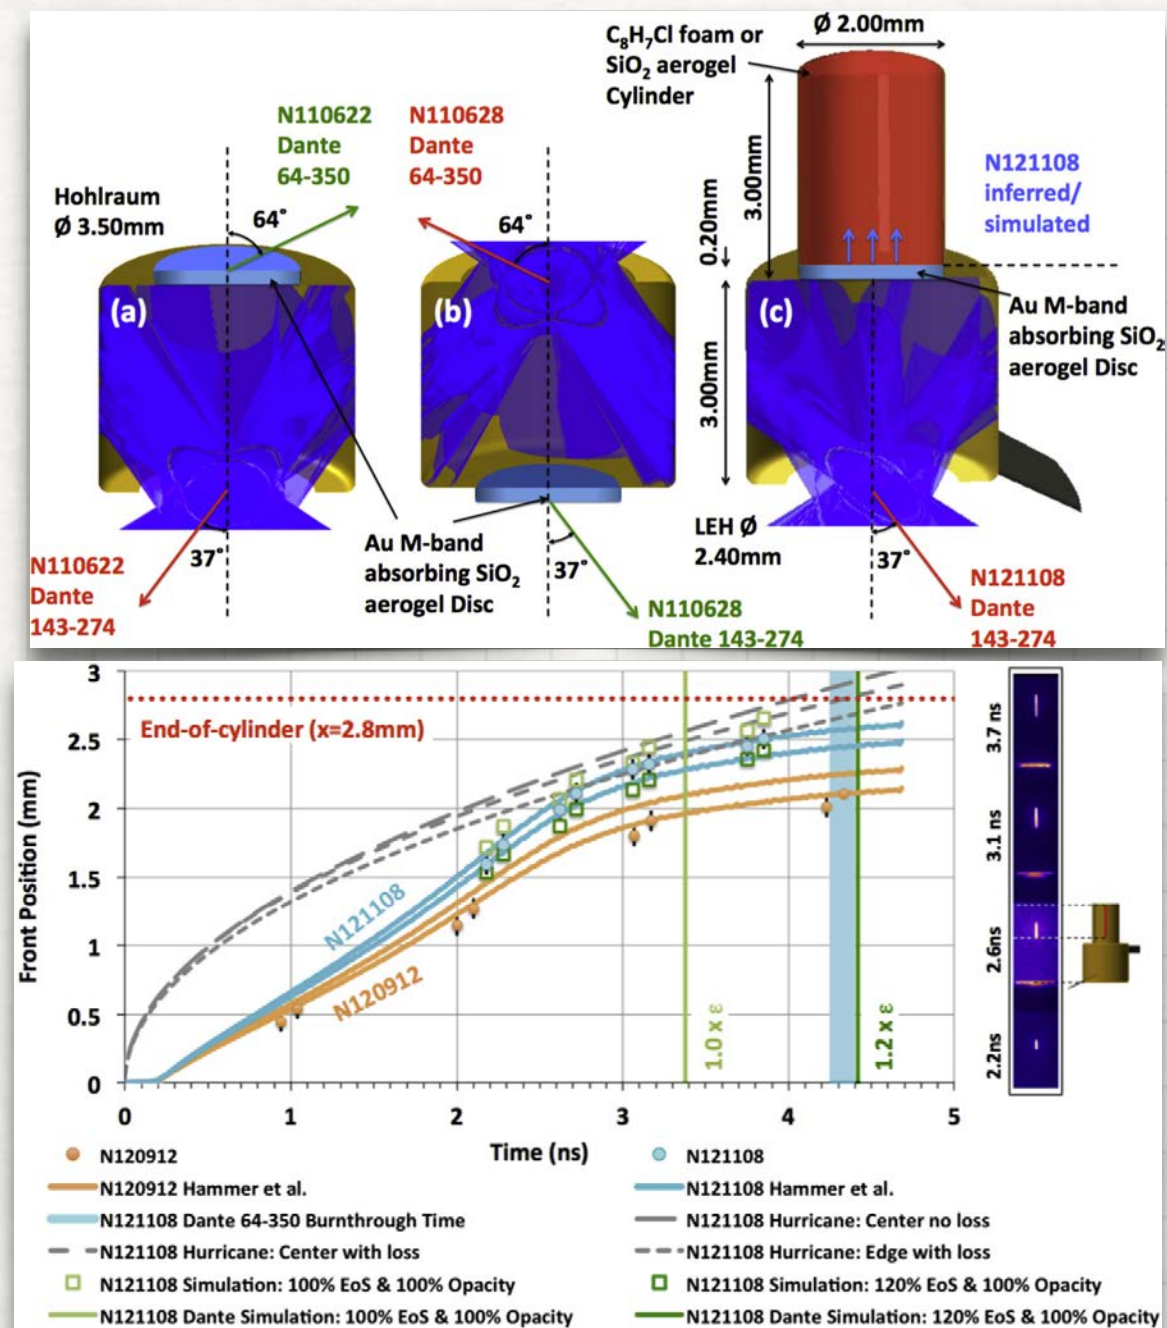 C₈H₇Cl foam or
SiO₂ aerogel
Cylinder
Ø 2.00mm
N110622
Dante
64-350
N110628
Dante
64-350
Hohlraum
Ø 3.50mm
64°
64°
3.00mm
0.20mm
N121108
inferred/
simulated
(a)
(b)
(c)
Au M-band
absorbing SiO₂
aerogel Disc
3.00mm
LEH Ø
2.40mm
Au M-band
absorbing SiO₂
aerogel Disc
37°
37°
37°
N110622
Dante
143-274
N110628
Dante 143-274
N121108
Dante
143-274
3
2.5
2
1.5
1
0.5
0
Front Position (mm)
End-of-cylinder (x=2.8mm)
N121108
N120912
1.0 x ε
1.2 x ε
0
1
2
3
4
5
Time (ns)
3.7 ns
3.1 ns
2.6ns
2.2ns
N120912
N121108
N120912 Hammer et al.
N121108 Hammer et al.
N121108 Dante 64-350 Burnthrough Time
N121108 Hurricane: Center no loss
N121108 Hurricane: Center with loss
N121108 Hurricane: Edge with loss
N121108 Simulation: 100% EoS & 100% Opacity
N121108 Simulation: 120% EoS & 100% Opacity
N121108 Dante Simulation: 100% EoS & 100% Opacity
N121108 Dante Simulation: 120% EoS & 100% Opacity